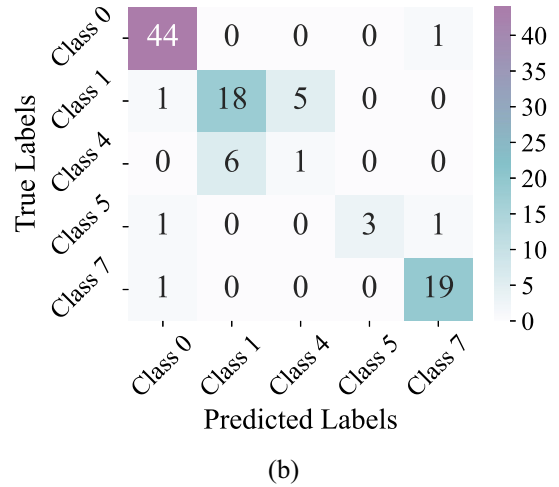 True Labels
Class 0
44 0 0 0 1
Class 1
1 18 5 0 0
Class 4
0 6 1 0 0
Class 5
1 0 0 3 1
Class 7
1 0 0 0 19
Class 0 Class 1 Class 4 Class 5 Class 7
Predicted Labels
40
35
30
25
20
15
10
5
0
(b)